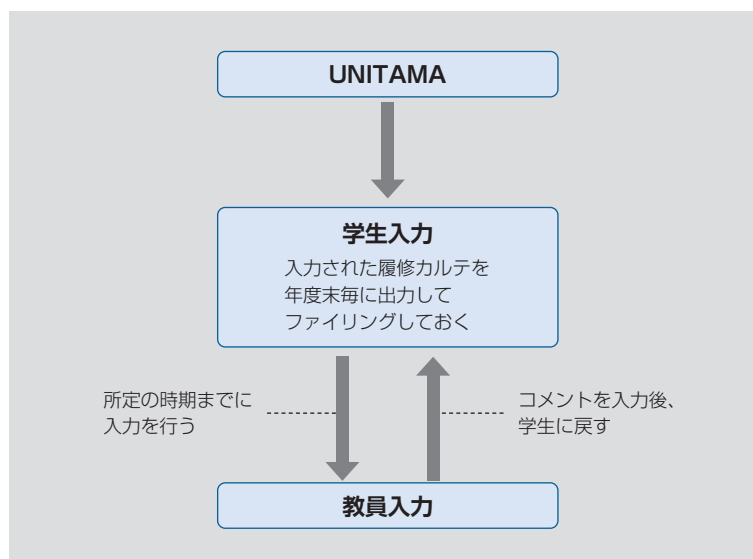 UNITAMA
学生入力
入力された履修カルテを
年度末毎に出力して
ファイリングしておく
所定の時期までに
入力を行う
コメントを入力後、
学生に戻す
教員入力